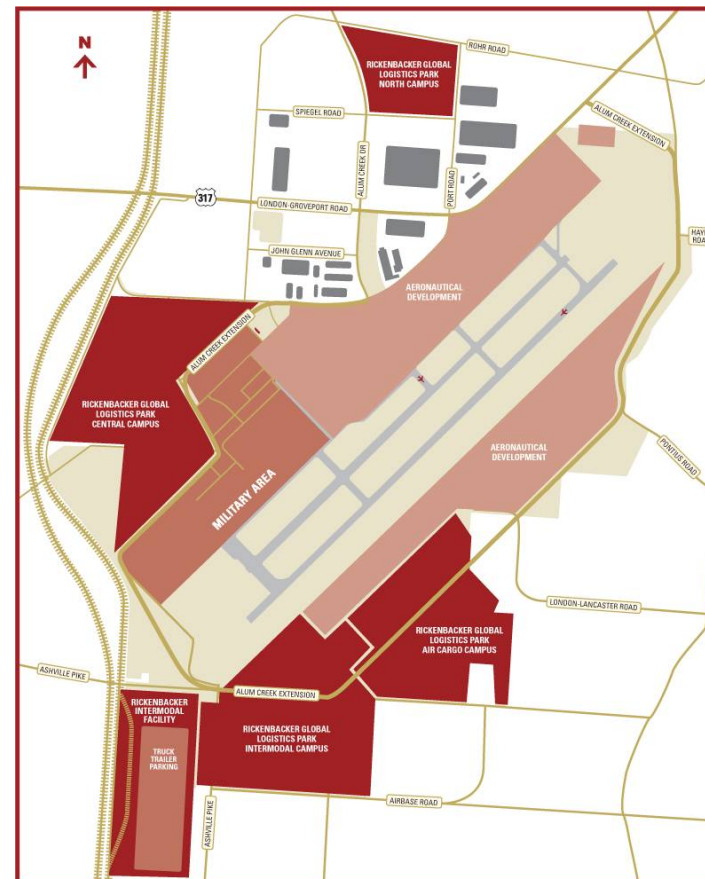 N
ROHR ROAD
RICKENBACKER GLOBAL
LOGISTICS PARK
NORTH CAMPUS
SPIEGEL ROAD
ALUM CREEK EXTENSION
ALUM CREEK DR
PORT ROAD
317
LONDON-GROVEPORT ROAD
JOHN GLENN AVENUE
ROAD
AERONAUTICAL
DEVELOPMENT
ALUM CREEK EXTENSION
RICKENBACKER GLOBAL
LOGISTICS PARK
CENTRAL CAMPUS
MILITARY AREA
AERONAUTICAL
DEVELOPMENT
PONTIUS ROAD
LONDON-LANCASTER ROAD
RICKENBACKER GLOBAL
LOGISTICS PARK
AIR CARGO CAMPUS
ASHVILLE PIKE
ALUM CREEK EXTENSION
RICKENBACKER
INTERMODAL
FACILITY
TRUCK
TRAILER
PARKING
RICKENBACKER GLOBAL
LOGISTICS PARK
INTERMODAL CAMPUS
ASHVILLE PIKE
AIRBASE ROAD